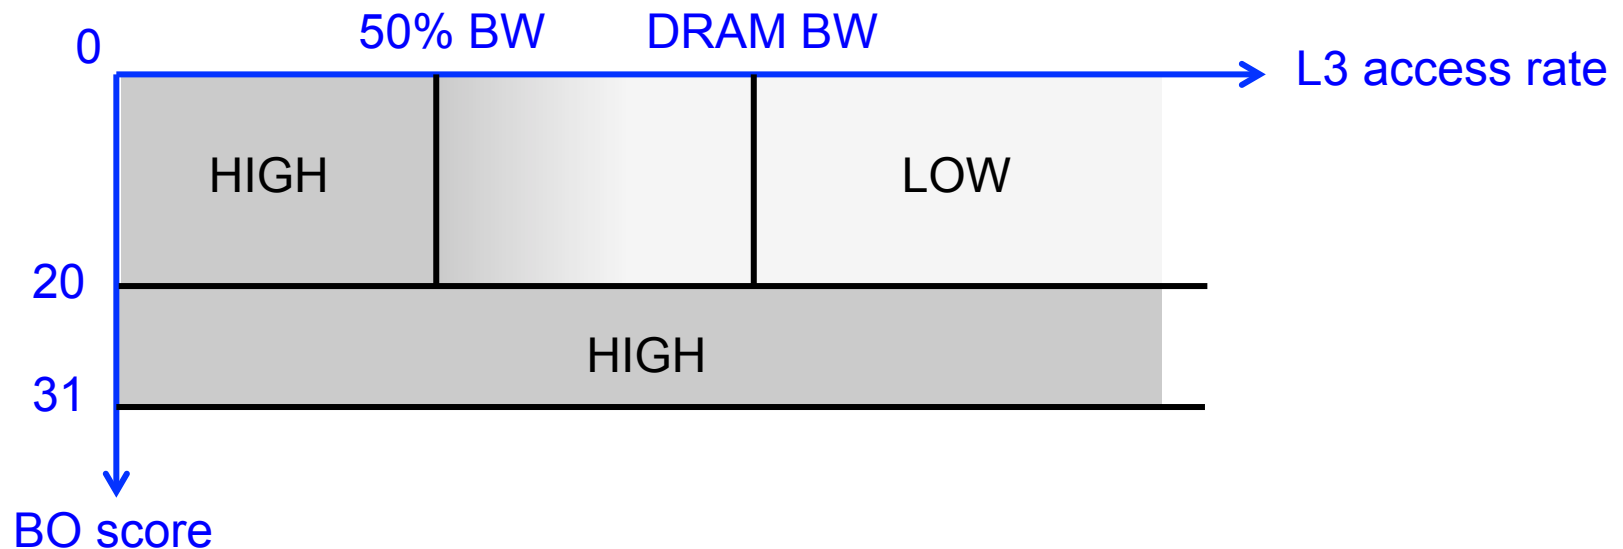 0
50% BW
DRAM BW
L3 access rate
HIGH
LOW
20
HIGH
31
BO score